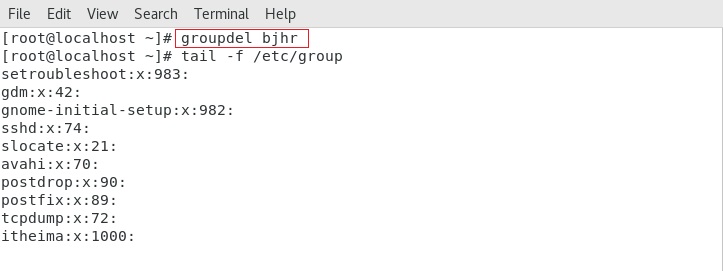 File Edit View Search Terminal Help
[root@localhost ~]# groupdel bjhr
[root@localhost ~]# tail -f /etc/group
setroubleshoot:x:983:
gdm:x:42:
gnome-initial-setup:x:982:
sshd:x:74:
slocate:x:21:
avahi:x:70:
postdrop:x:90:
postfix:x:89:
tcpdump:x:72:
itheima:x:1000: